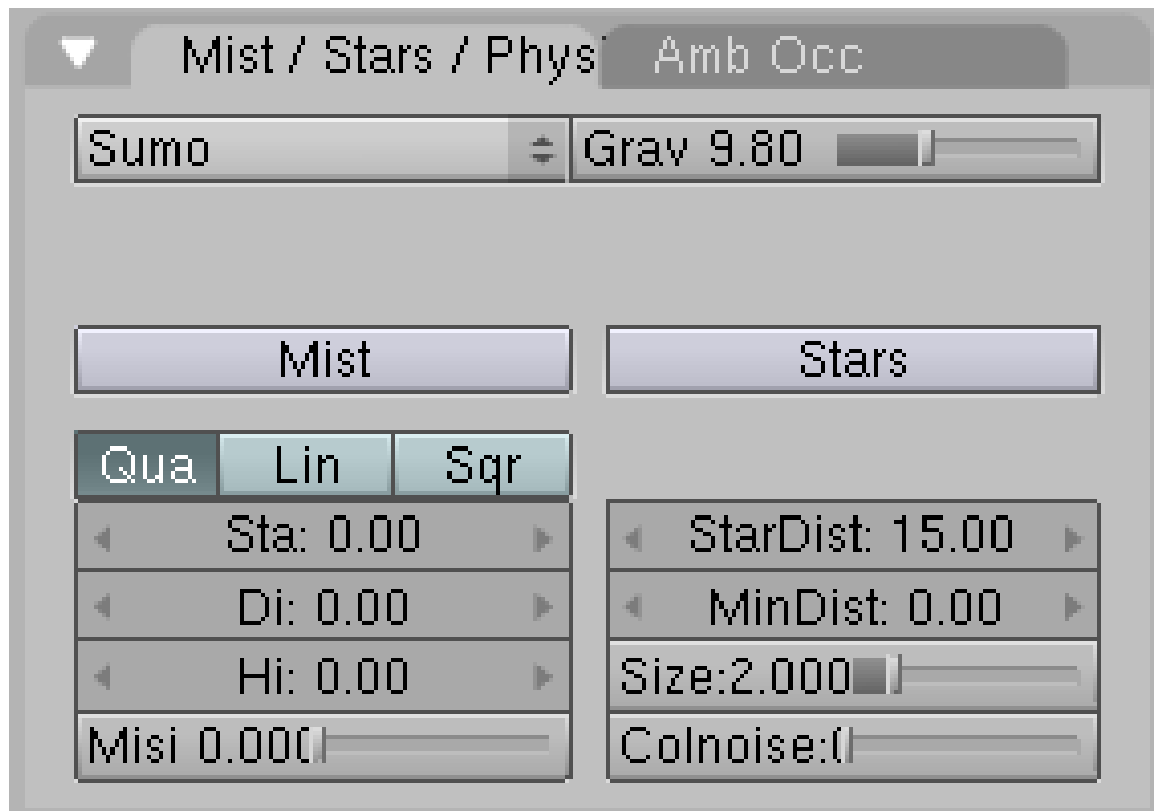 Mist / Stars / Phys Amb Occ
Sumo Grav 9.80
Mist Stars
Qua Lin Sqr
Sta: 0.00 StarDist: 15.00
Di: 0.00 MinDist: 0.00
Hi: 0.00 Size:2.000
Misi 0.000 Colnoise: